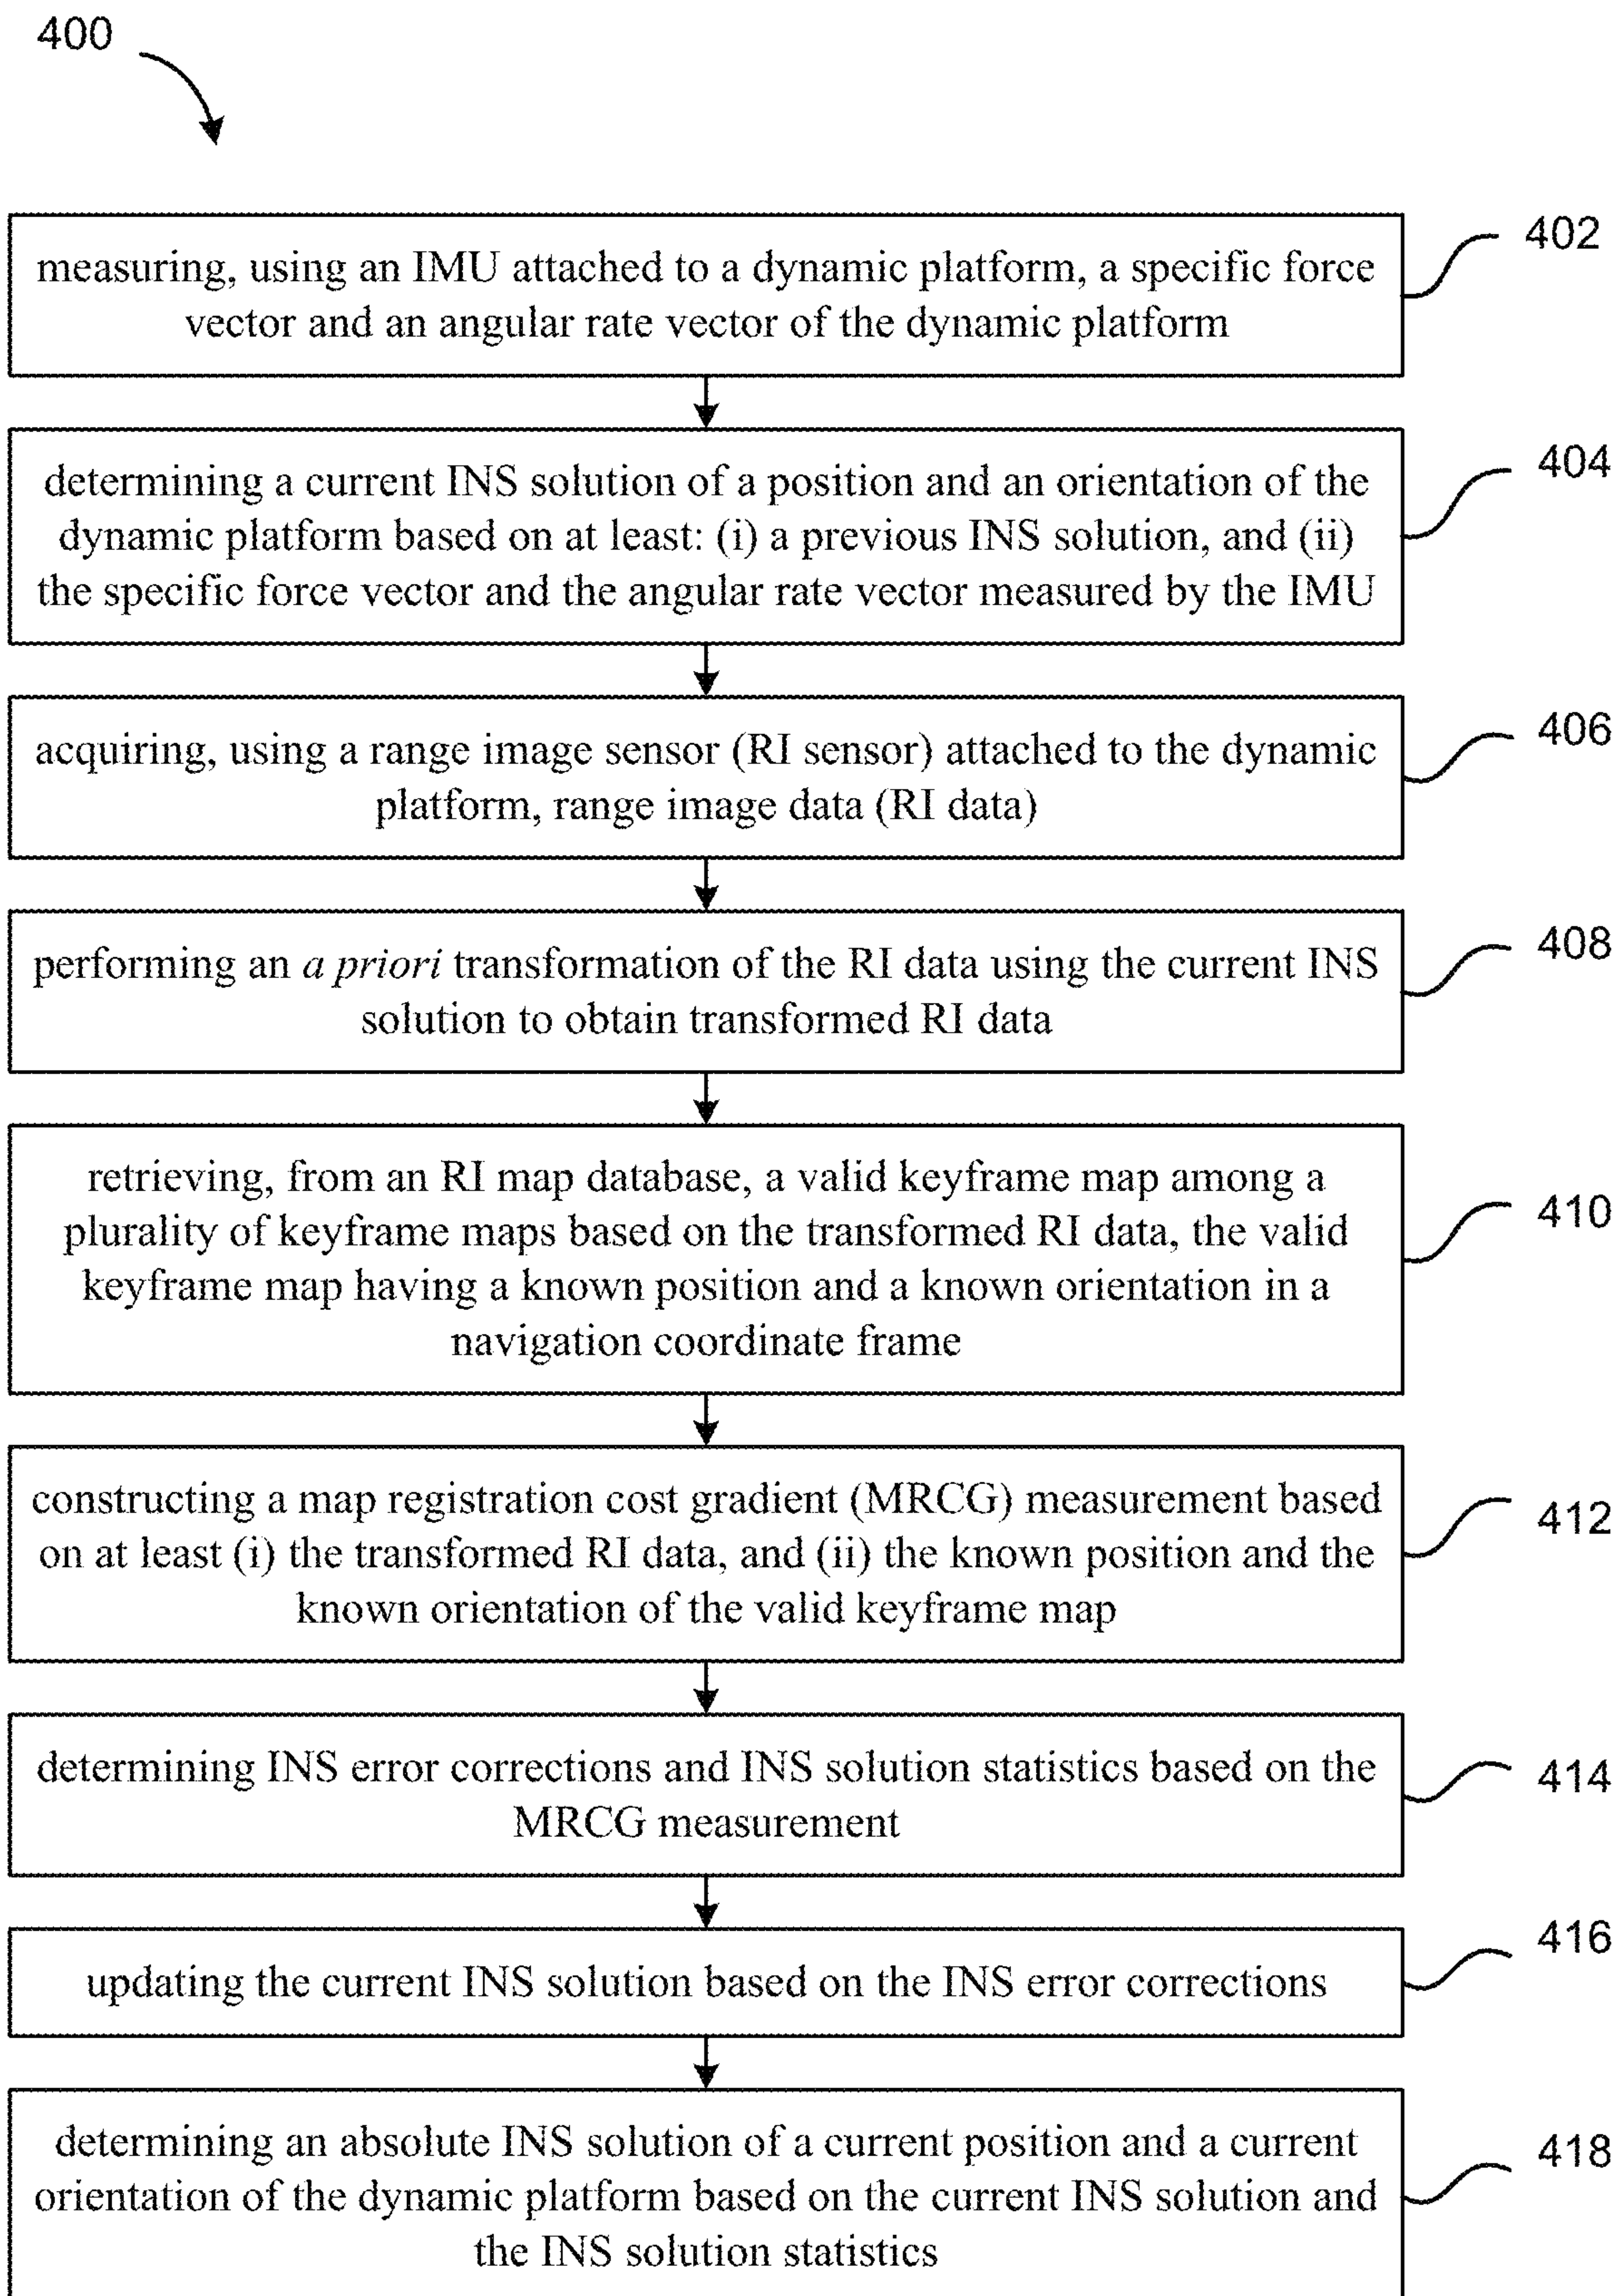 400
measuring, using an IMU attached to a dynamic platform, a specific force
vector and an angular rate vector of the dynamic platform
402
determining a current INS solution of a position and an orientation of the
dynamic platform based on at least: (i) a previous INS solution, and (ii)
the specific force vector and the angular rate vector measured by the IMU
404
acquiring, using a range image sensor (RI sensor) attached to the dynamic
platform, range image data (RI data)
406
performing an a priori transformation of the RI data using the current INS
solution to obtain transformed RI data
408
retrieving, from an RI map database, a valid keyframe map among a
plurality of keyframe maps based on the transformed RI data, the valid
keyframe map having a known position and a known orientation in a
navigation coordinate frame
410
constructing a map registration cost gradient (MRCG) measurement based
on at least (i) the transformed RI data, and (ii) the known position and the
known orientation of the valid keyframe map
412
determining INS error corrections and INS solution statistics based on the
MRCG measurement
414
updating the current INS solution based on the INS error corrections
416
determining an absolute INS solution of a current position and a current
orientation of the dynamic platform based on the current INS solution and
the INS solution statistics
418